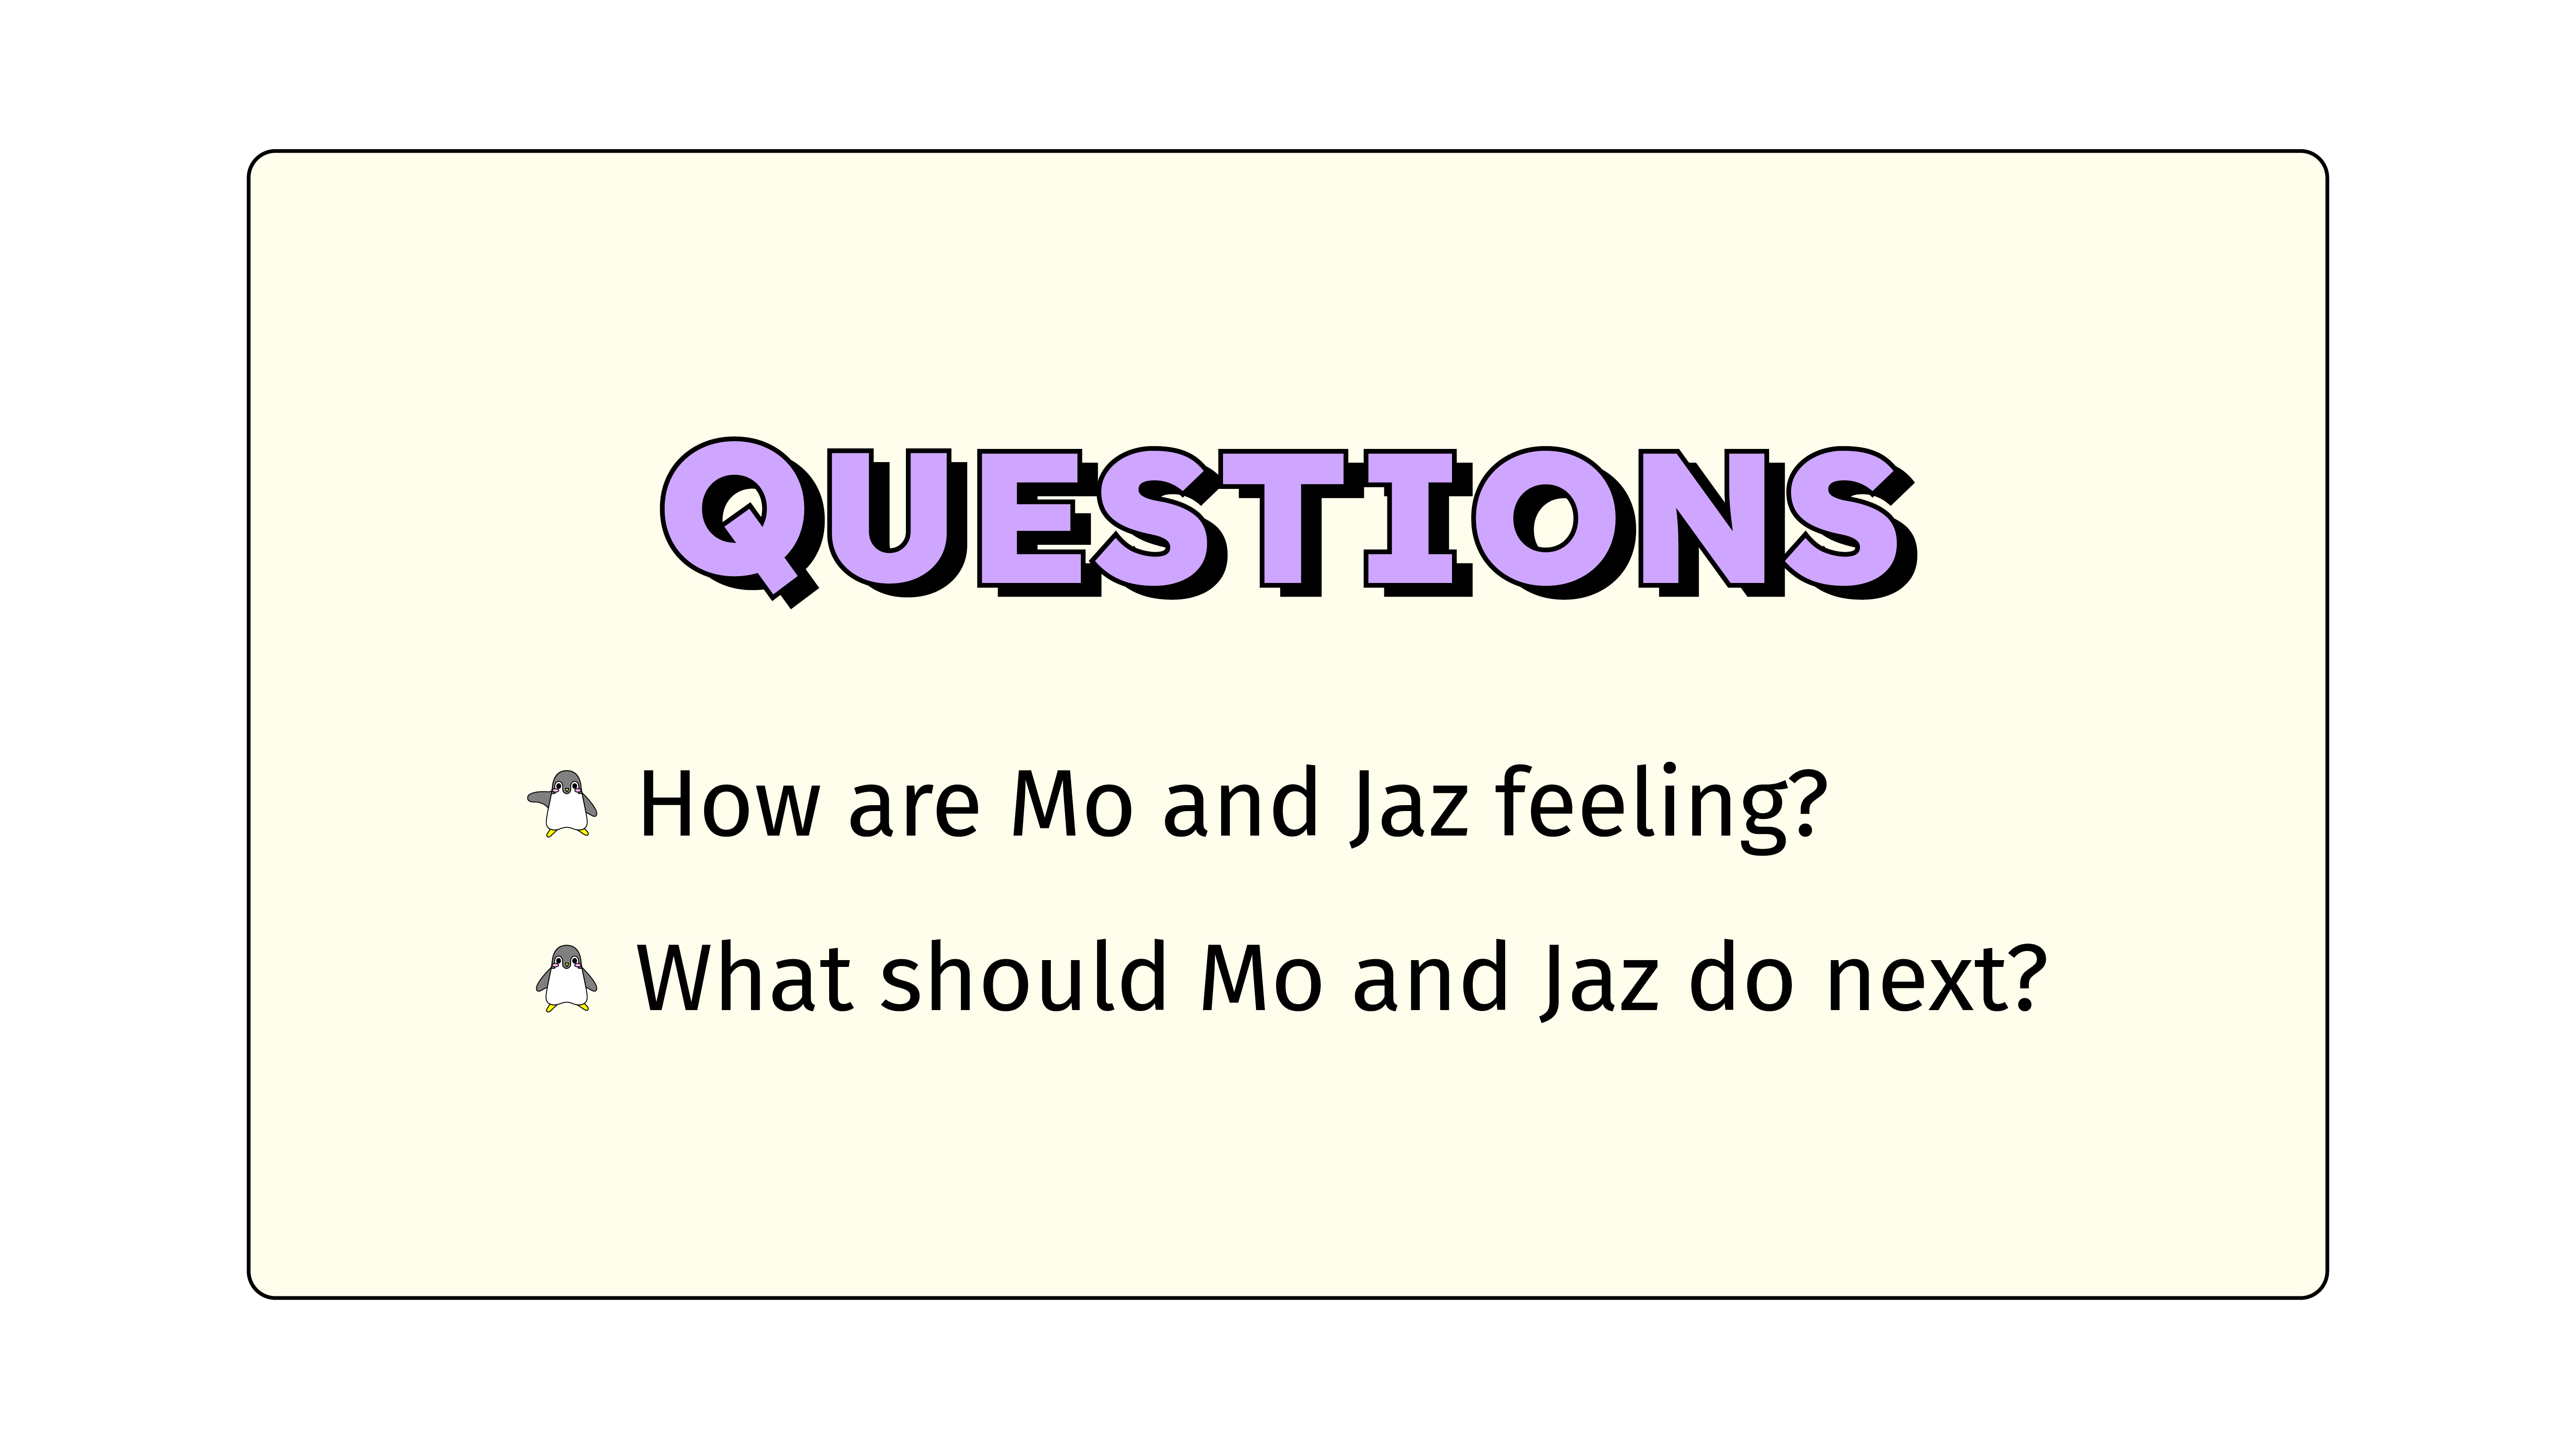 QUESTIONS
How are Mo and Jaz feeling?
What should Mo and Jaz do next?